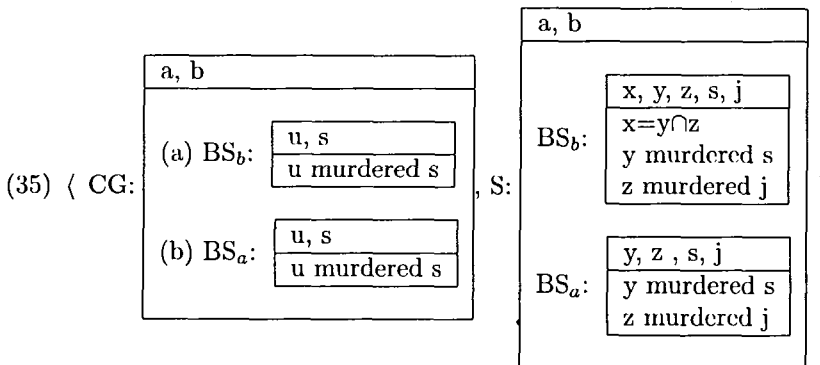 (35) ⟨ CG:
a, b
(a) BS_b:
u, s
u murdered s
(b) BS_a:
u, s
u murdered s
, S:
a, b
BS_b:
x, y, z, s, j
x=y∩z
y murdered s
z murdered j
BS_a:
y, z , s, j
y murdered s
z murdered j